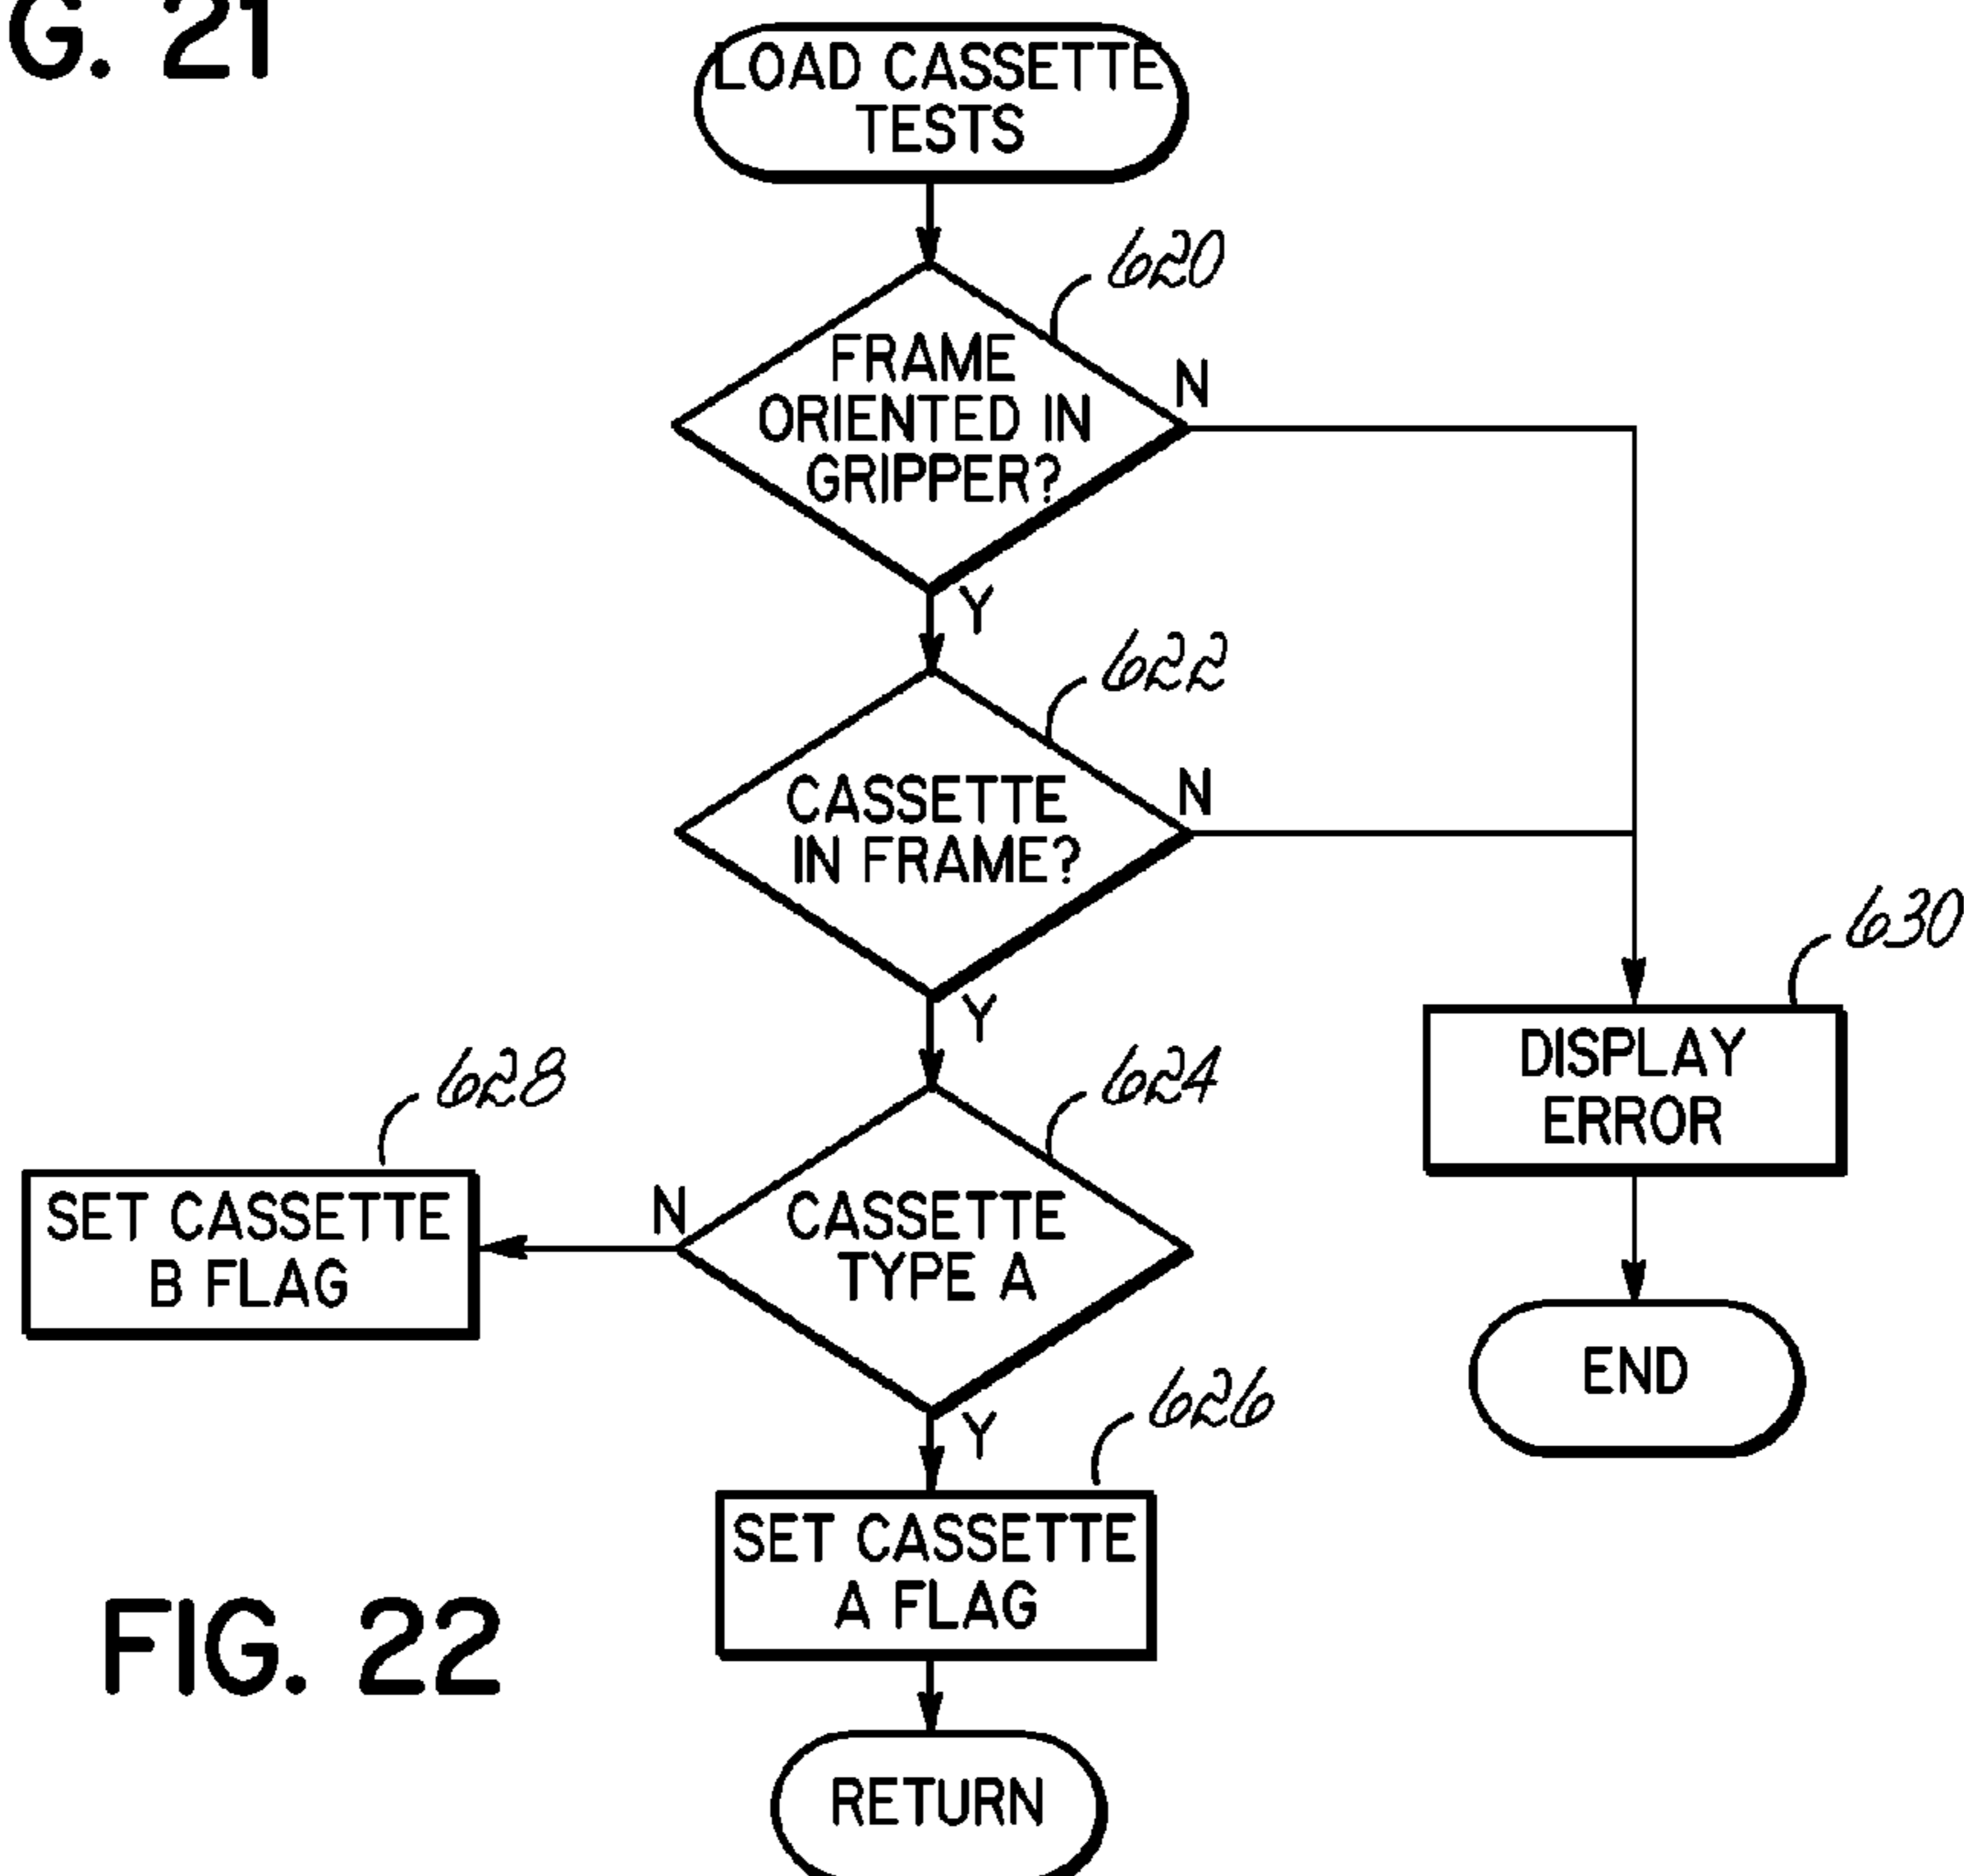 G. 21
LOAD CASSETTE
TESTS
620
FRAME
ORIENTED IN
GRIPPER?
N
Y
622
CASSETTE
IN FRAME?
N
Y
630
DISPLAY
ERROR
628
624
SET CASSETTE
B FLAG
N
CASSETTE
TYPE A
Y
END
626
SET CASSETTE
A FLAG
FIG. 22
RETURN